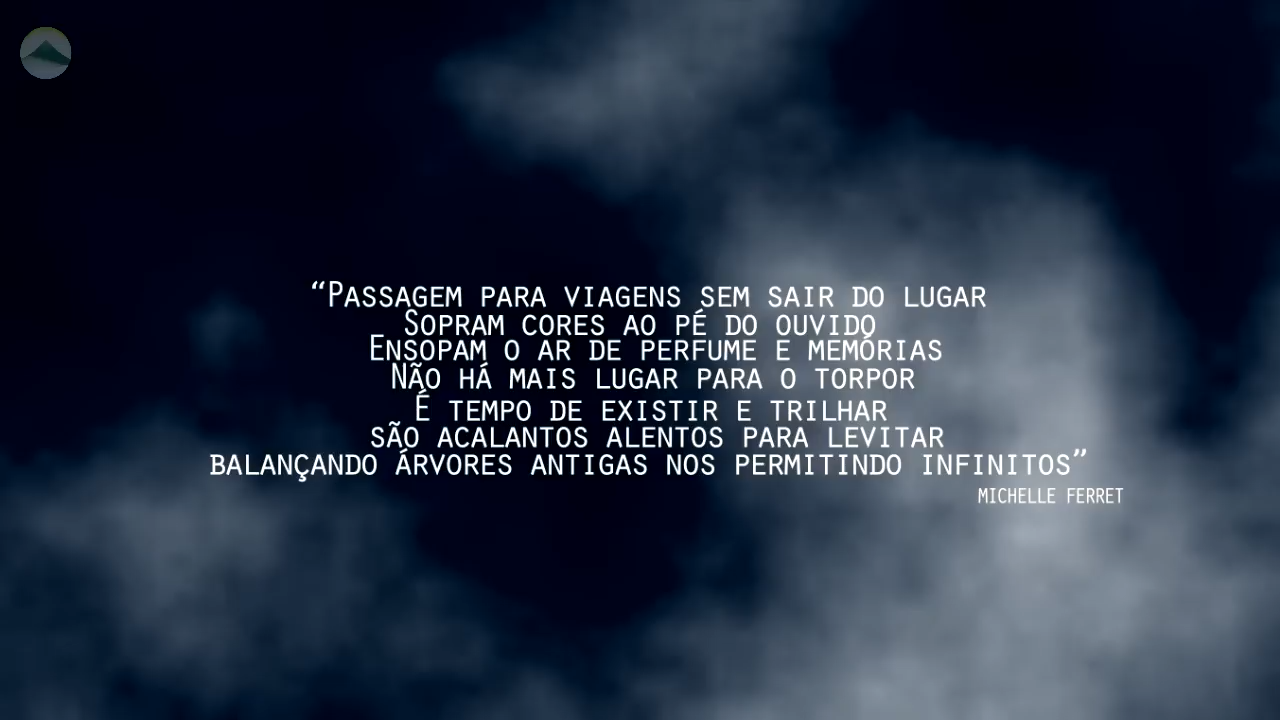 “Passagem para viagens sem sair do lugar
Sopram cores ao pé do ouvido
Ensopam o ar de perfume e memórias
Não há mais lugar para o torpor
É tempo de existir e trilhar
são acalantos alentos para levitar
balançando árvores antigas nos permitindo infinitos”
MICHELLE FERRET